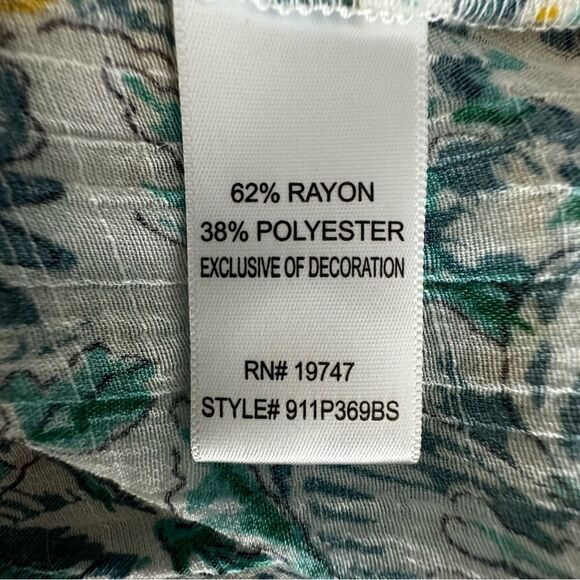 62% RAYON
38% POLYESTER
EXCLUSIVE OF DECORATION
RN# 19747
STYLE# 911P369BS